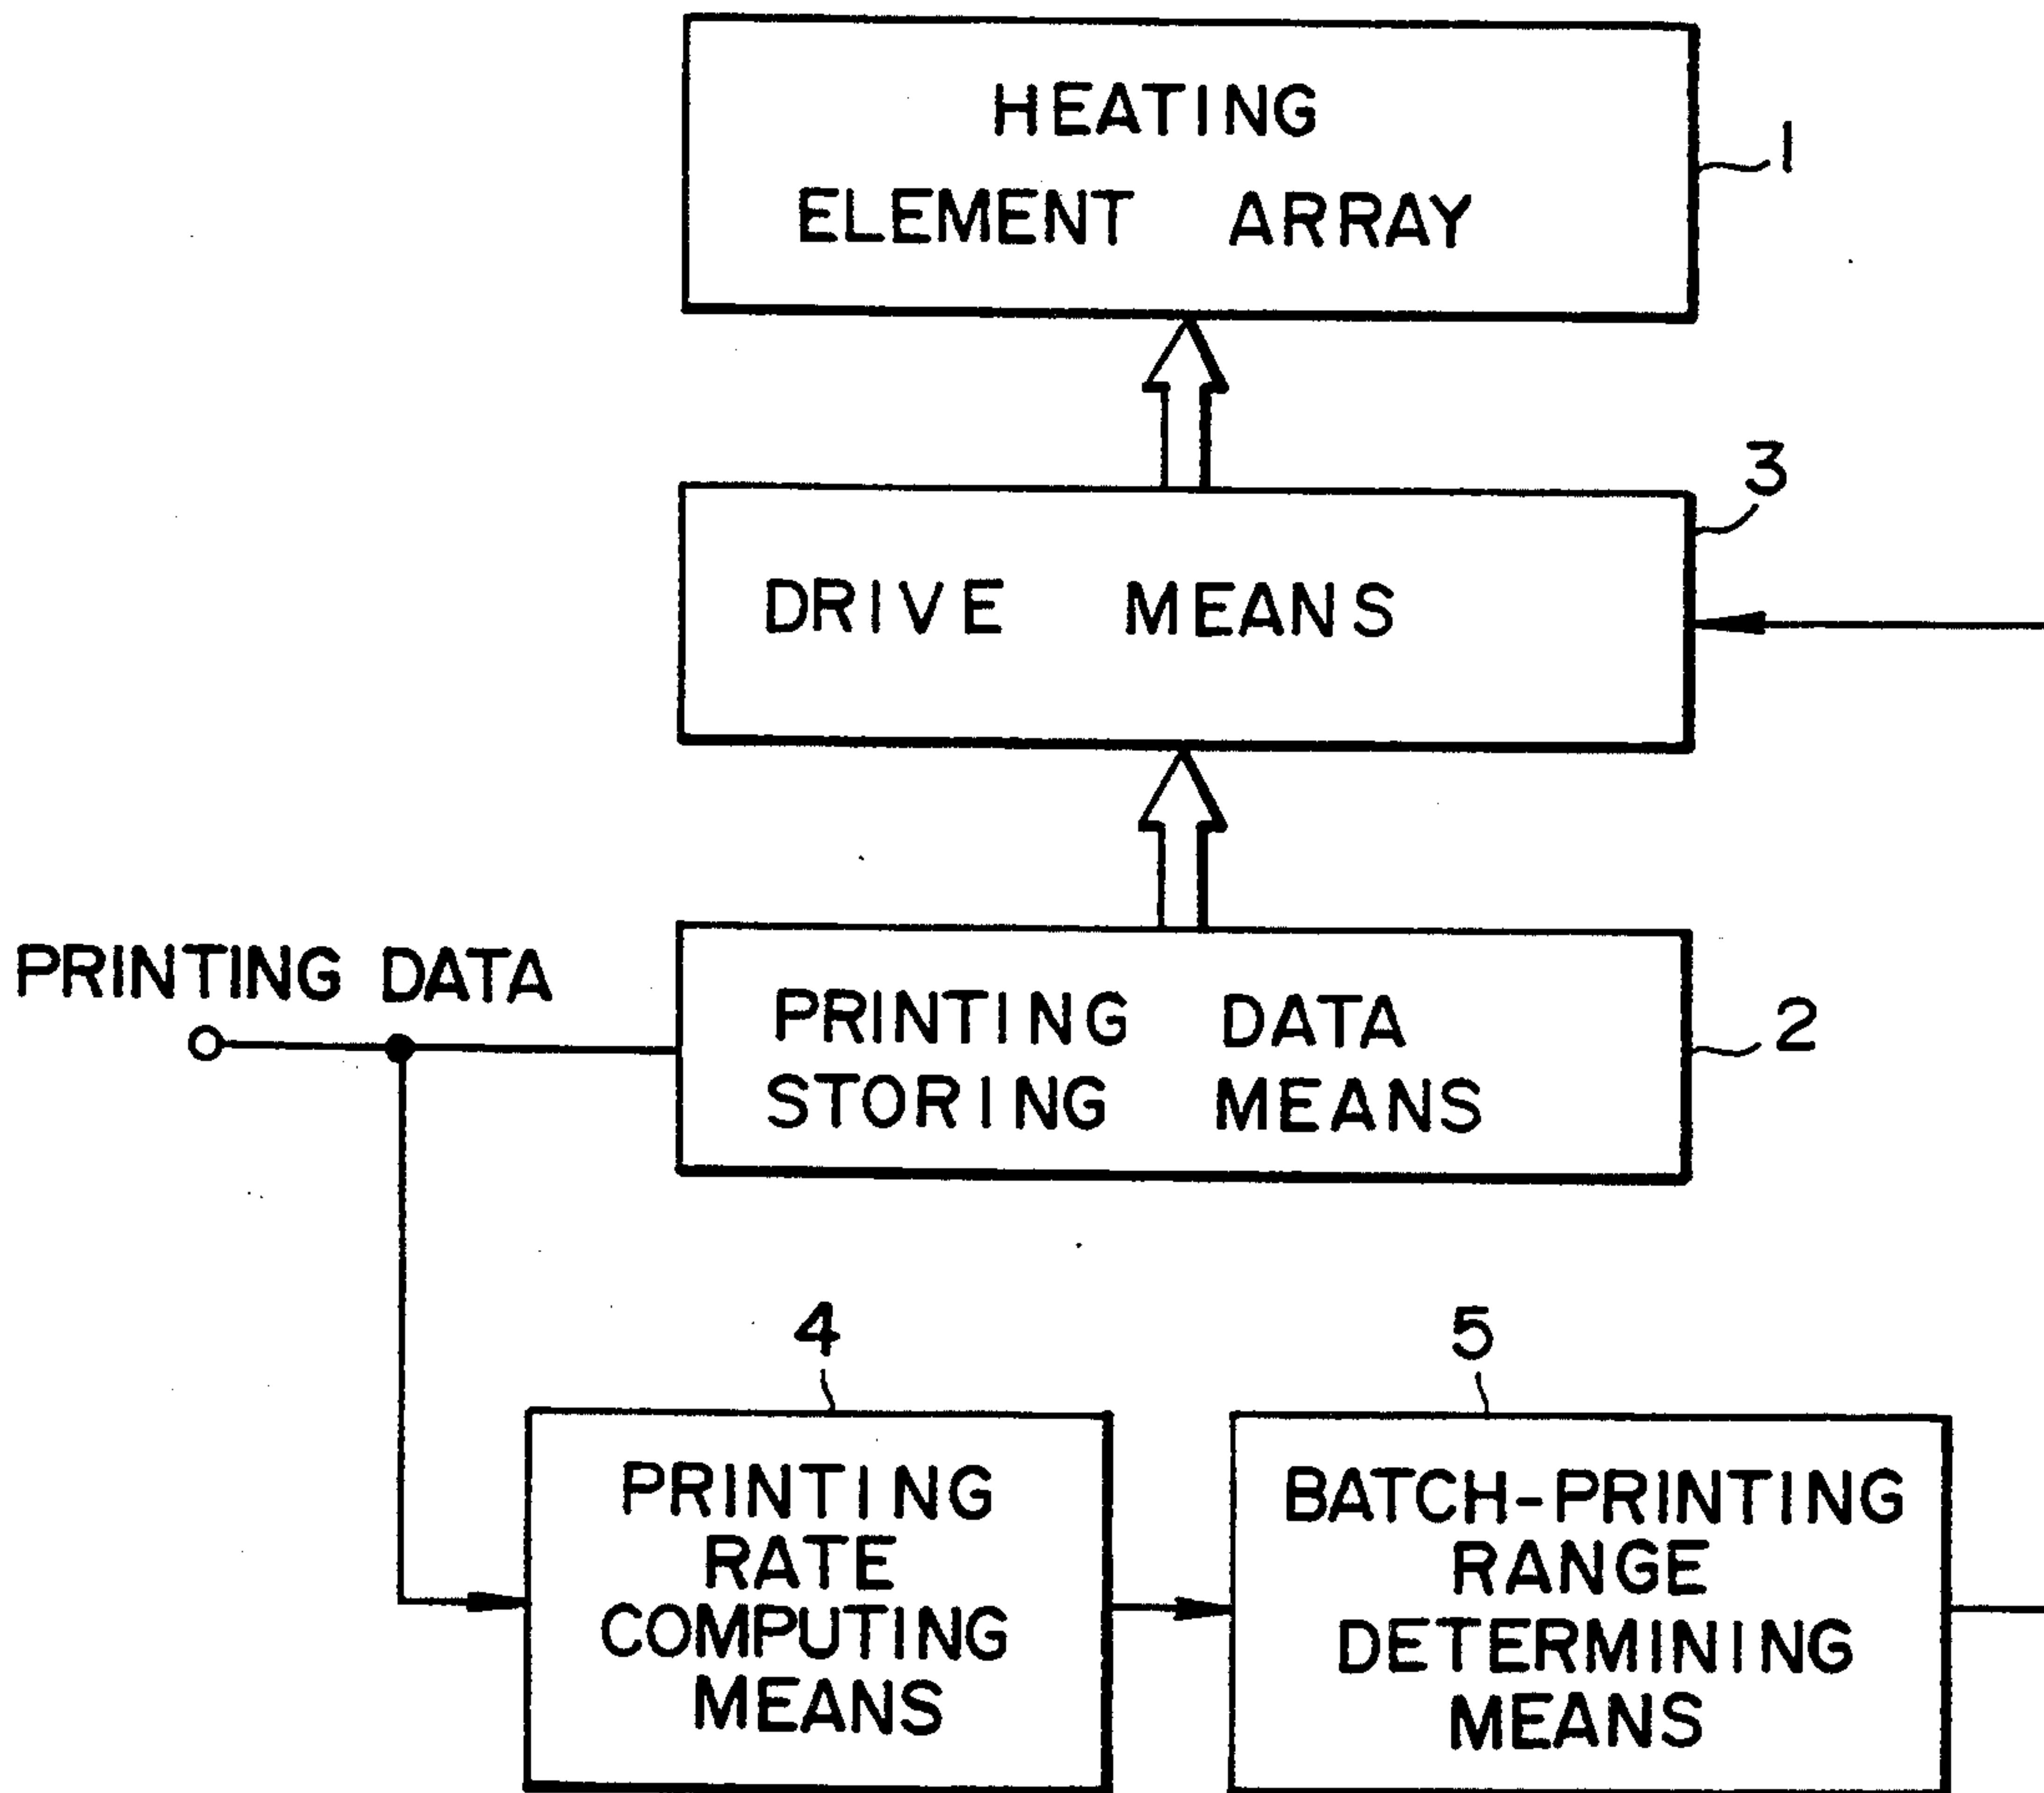 HEATING
ELEMENT ARRAY
1
3
DRIVE MEANS
PRINTING DATA
PRINTING DATA
STORING MEANS
2
4
5
PRINTING
RATE
COMPUTING
MEANS
BATCH-PRINTING
RANGE
DETERMINING
MEANS